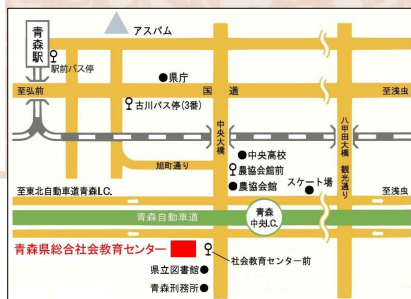 アスパム
青森駅
駅前バス停
●県庁
至弘前
国道
至浅虫
古川バス停(3番)
中央大橋
八甲田大橋
観光通り
旭町通り
●中央高校
農協会館前
●農協会館
スケート場
至東北自動車道青森I.C.
至浅虫
青森自動車道
青森中央I.C.
青森県総合社会教育センター
社会教育センター前
県立図書館●
青森刑務所●